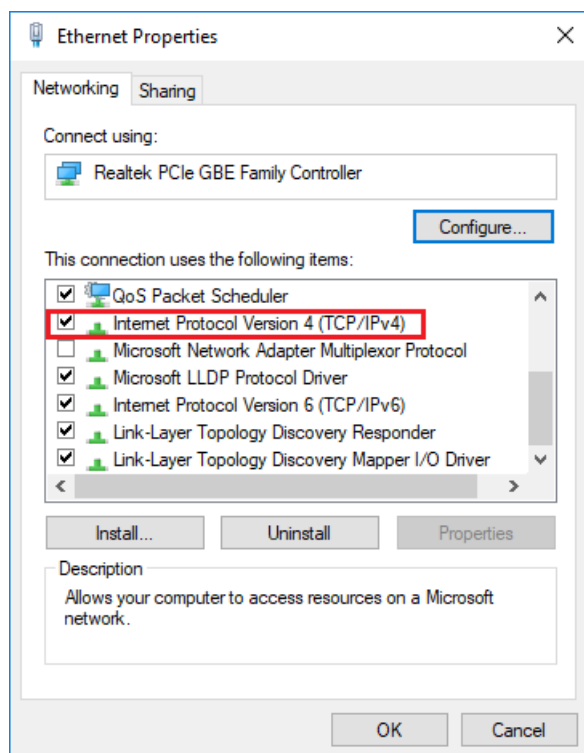 Ethernet Properties
Networking
Sharing
Connect using:
Realtek PCIe GBE Family Controller
Configure...
This connection uses the following items:
QoS Packet Scheduler
Internet Protocol Version 4 (TCP/IPv4)
Microsoft Network Adapter Multiplexor Protocol
Microsoft LLDP Protocol Driver
Internet Protocol Version 6 (TCP/IPv6)
Link-Layer Topology Discovery Responder
Link-Layer Topology Discovery Mapper I/O Driver
Install...
Uninstall
Properties
Description
Allows your computer to access resources on a Microsoft
network.
OK
Cancel